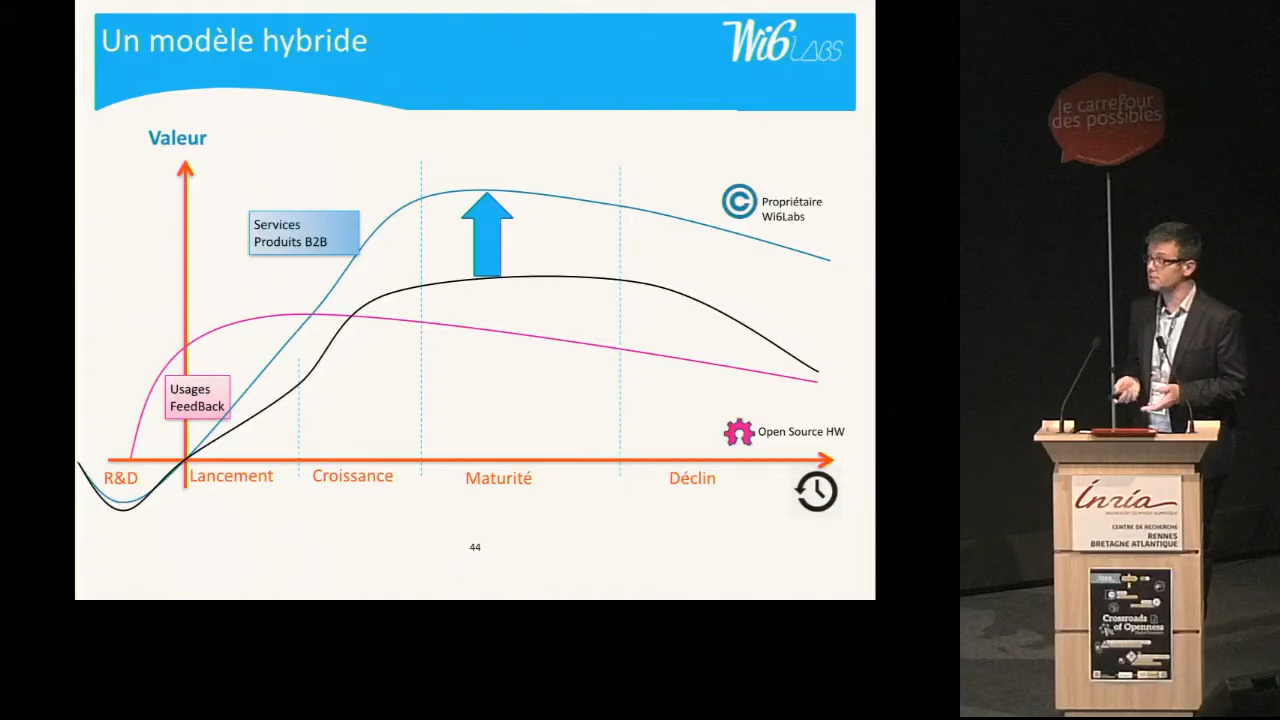 Un modèle hybride
Wi6LABS
Valeur
Services
Produits B2B
Propriétaire
Wi6Labs
Usages
FeedBack
Open Source HW
R&D
Lancement
Croissance
Maturité
Déclin
44
le carrefour
des possibles
Inria
CENTRE DE RECHERCHE
RENNES
BRETAGNE ATLANTIQUE
Crossroads
of Openness